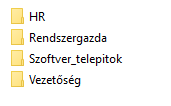 HR
Rendszergazda
Szoftver_telepitok
Vezetőség